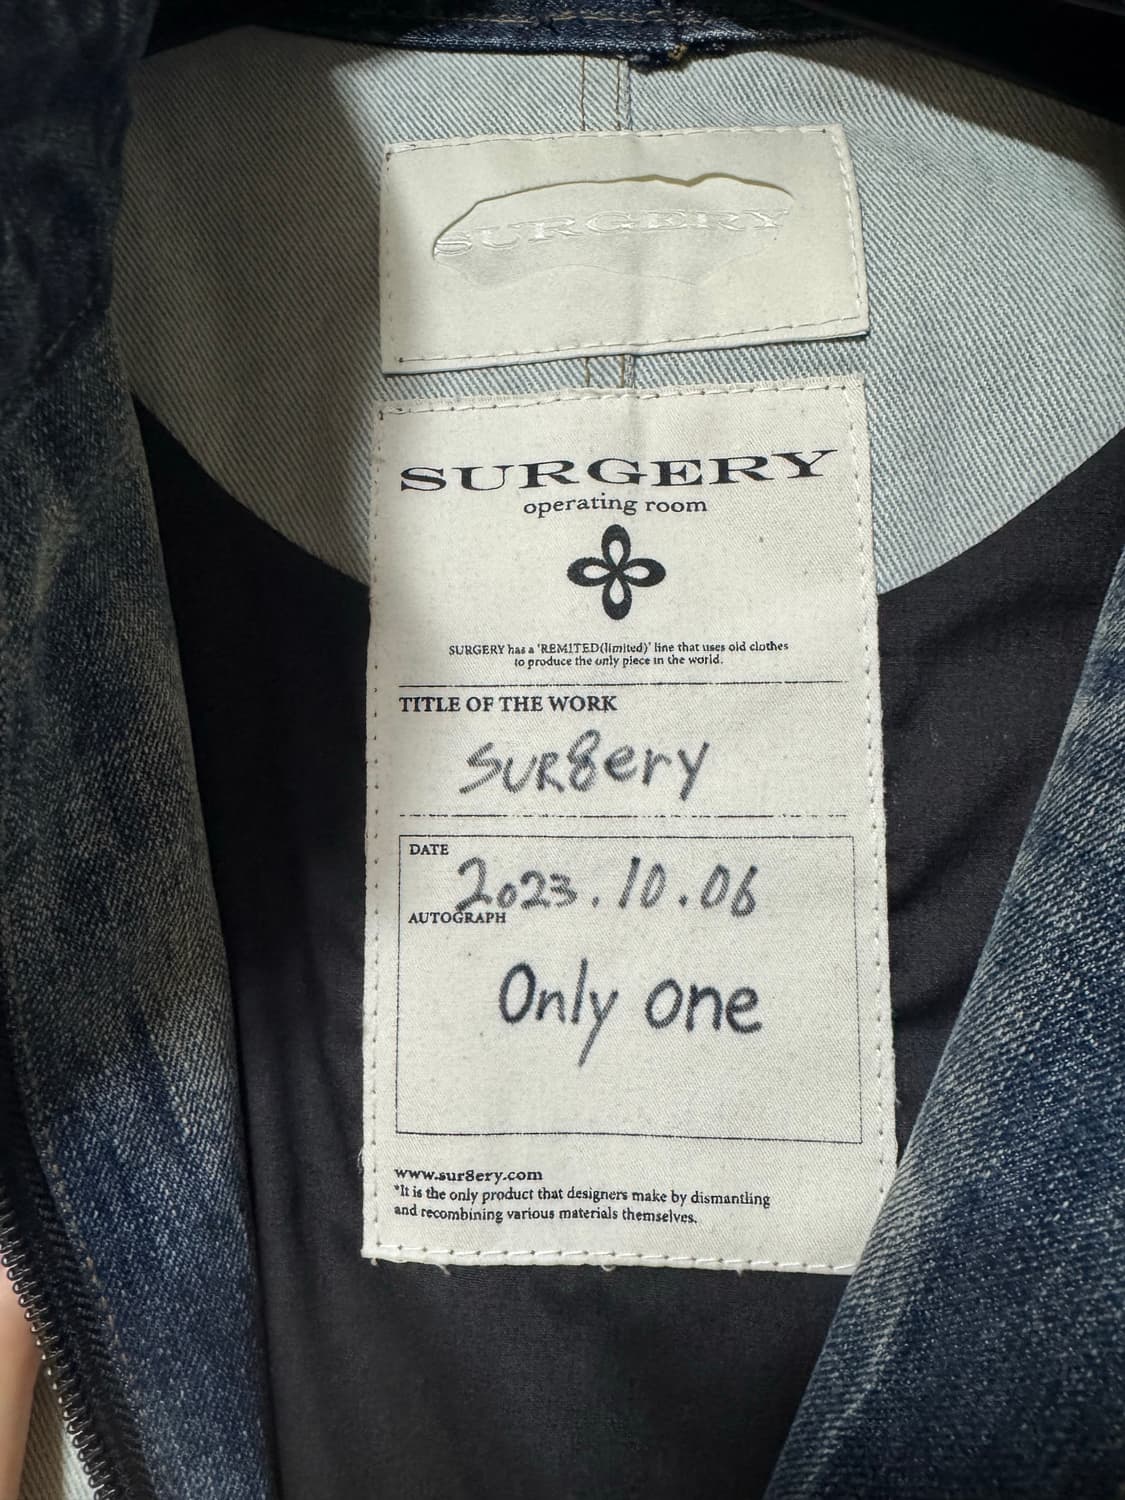 SURGERY
SURGERY
operating room
SURGERY has a 'REMITED(limited)' line that uses old clothes
to produce the only piece in the world.
TITLE OF THE WORK
Sur8ery
DATE
2023.10.06
AUTOGRAPH
Only one
www.sur8ery.com
*It is the only product that designers make by dismantling
and recombining various materials themselves.